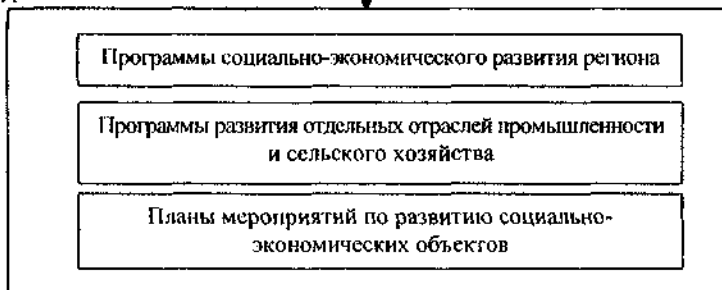 Программы социально-экономического развития региона
Программы развития отдельных отраслей промышленности
и сельского хозяйства
Планы мероприятий по развитию социально-
экономических объектов